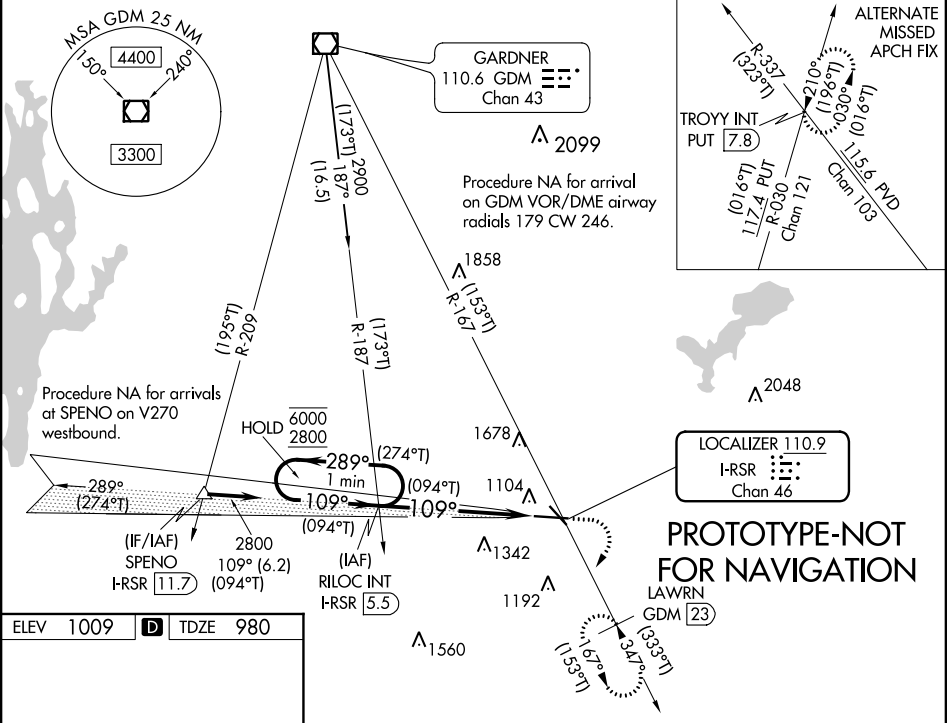 MSA GDM 25 NM
150°
4400
240°
3300
GARDNER
110.6 GDM
Chan 43
2099
Procedure NA for arrival
on GDM VOR/DME airway
radials 179 CW 246.
(173°T) 2900
187°
(16.5)
1858
(153°T)
R-167
(195°T)
R-209
(173°T)
R-187
ALTERNATE
MISSED
APCH FIX
R-337
(323°T)
210°
(196°T)
030°
(016°T)
TROYY INT
PUT 7.8
(016°T)
117.4 PUT
R-030
Chan 121
115.6 PVD
Chan 103
Procedure NA for arrivals
at SPENO on V270
westbound.
HOLD 6000
2800
289° (274°T)
1 min
109° (094°T)
(094°T)
109°
289°
(274°T)
1678
1104
2048
LOCALIZER 110.9
I-RSR
Chan 46
(IF/IAF)
SPENO
I-RSR 11.7
2800
109° (6.2)
(094°T)
(IAF)
RILOC INT
I-RSR 5.5
1342
1192
1560
PROTOTYPE-NOT
FOR NAVIGATION
LAWRN
GDM 23
(333°T)
347°
167°
(153°T)
ELEV 1009 D TDZE 980